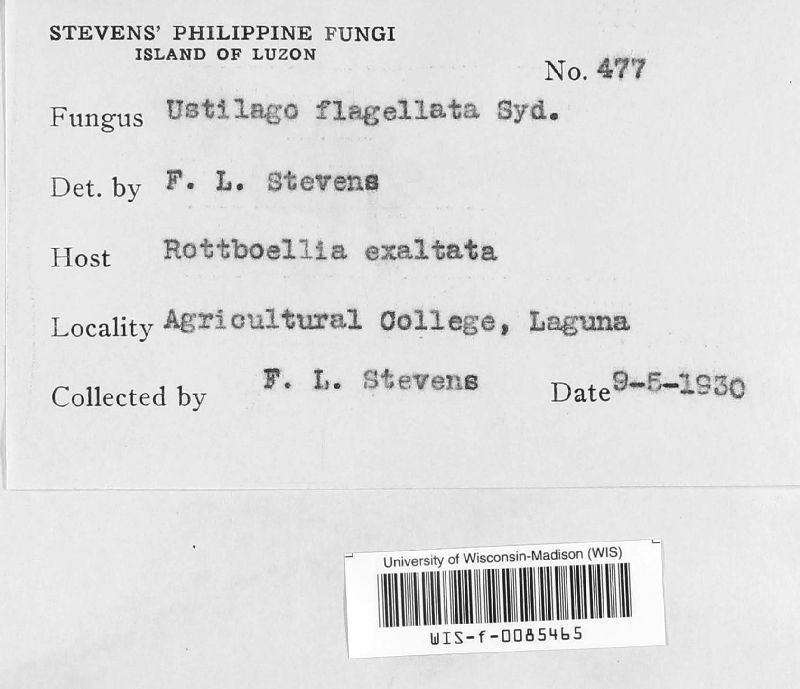 STEVENS' PHILIPPINE FUNGI
ISLAND OF LUZON
No. 477
Fungus Ustilago flagellata Syd.
Det. by F. L. Stevens
Host Rottboellia exaltata
Locality Agricultural College, Laguna
Collected by F. L. Stevens Date 9-5-1930
University of Wisconsin-Madison (WIS)
WIS-f-0085465